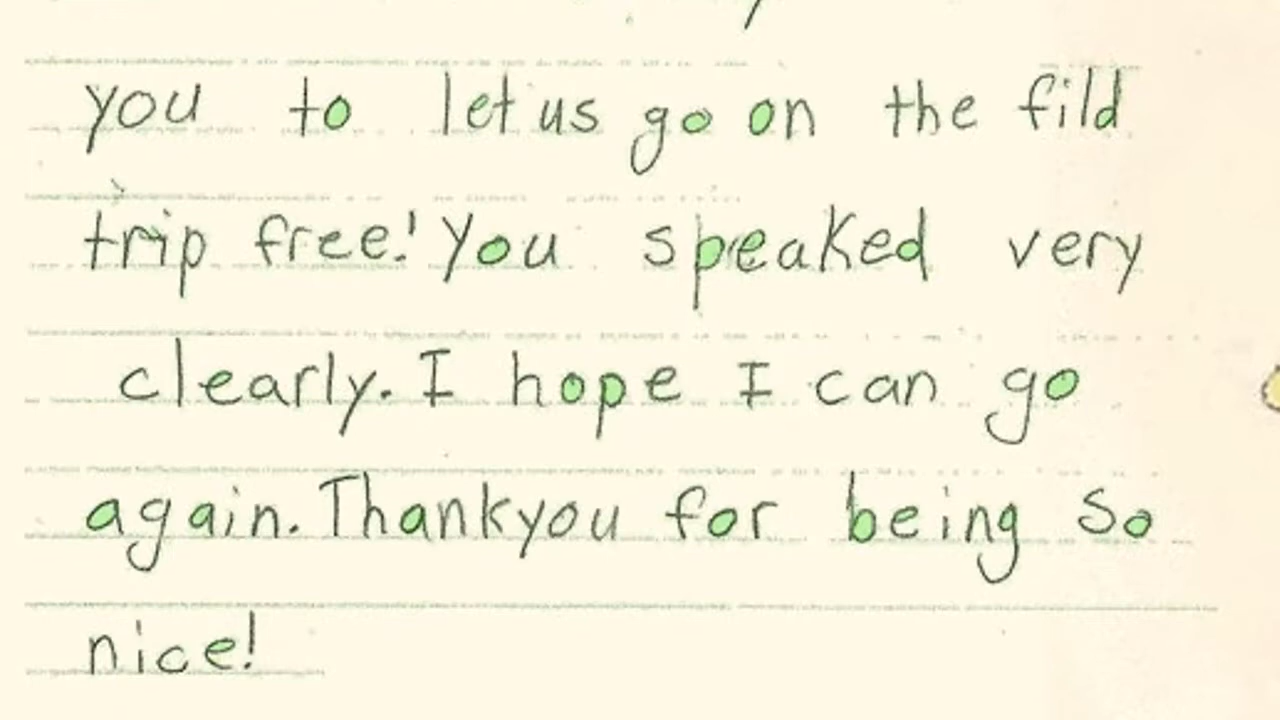 you to let us go on the fild
trip free! You speaked very
clearly. I hope I can go
again. Thankyou for being so
nice!